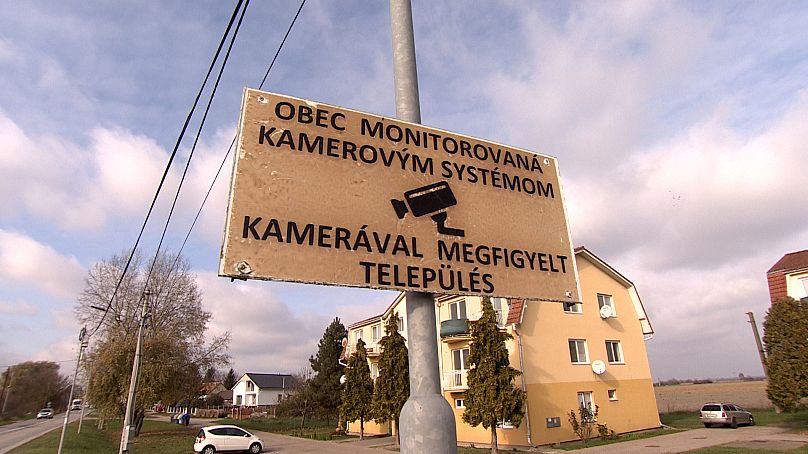 OBEC MONITOROVANÁ
KAMEROVÝM SYSTÉMOM
KAMERÁVAL MEGFIGYELT
TELEPÜLÉS